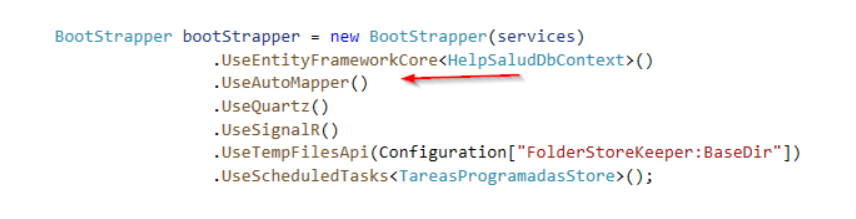 BootStrapper bootStrapper = new BootStrapper(services)
.UseEntityFrameworkCore<HelpSaludDbContext>()
.UseAutoMapper()
.UseQuartz()
.UseSignalR()
.UseTempFilesApi(Configuration["FolderStoreKeeper:BaseDir"])
.UseScheduledTasks<TareasProgramadasStore>();